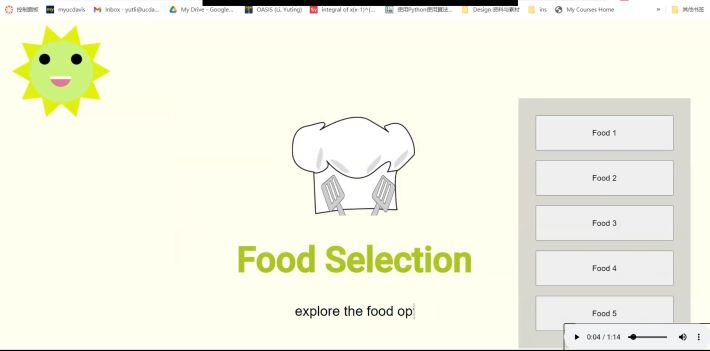 控制面板 myucdavis Inbox - yutli@ucda... My Drive - Google... OASIS (Li, Yuting) integral of x(x-1)^(... 使用Python使用算法... Design 资料与素材 ins My Courses Home » 其他书签
Food 1
Food 2
Food 3
Food 4
Food Selection
explore the food op
Food 5
0:04 / 1:14